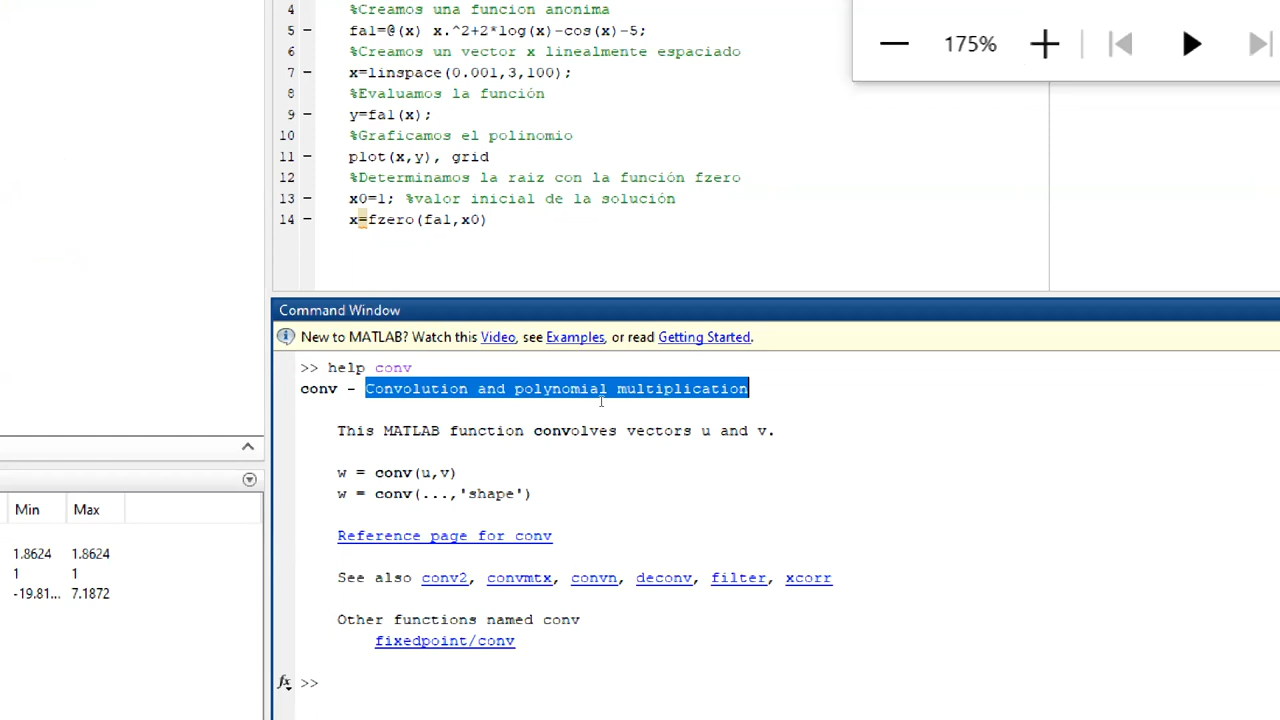 4 %Creamos una funcion anonima
5 - fa1=@(x) x.^2+2*log(x)-cos(x)-5;
6 %Creamos un vector x linealmente espaciado
7 - x=linspace(0.001,3,100);
8 %Evaluamos la función
9 - y=fa1(x);
10 %Graficamos el polinomio
11 - plot(x,y), grid
12 %Determinamos la raiz con la función fzero
13 - x0=1; %valor inicial de la solución
14 - x=fzero(fa1,x0)
175%
Command Window
New to MATLAB? Watch this Video, see Examples, or read Getting Started.
>> help conv
conv - Convolution and polynomial multiplication
This MATLAB function convolves vectors u and v.
w = conv(u,v)
w = conv(...,'shape')
Reference page for conv
See also conv2, convmtx, convn, deconv, filter, xcorr
Other functions named conv
fixedpoint/conv
fx >>
Min Max
1.8624 1.8624
1 1
-19.81... 7.1872